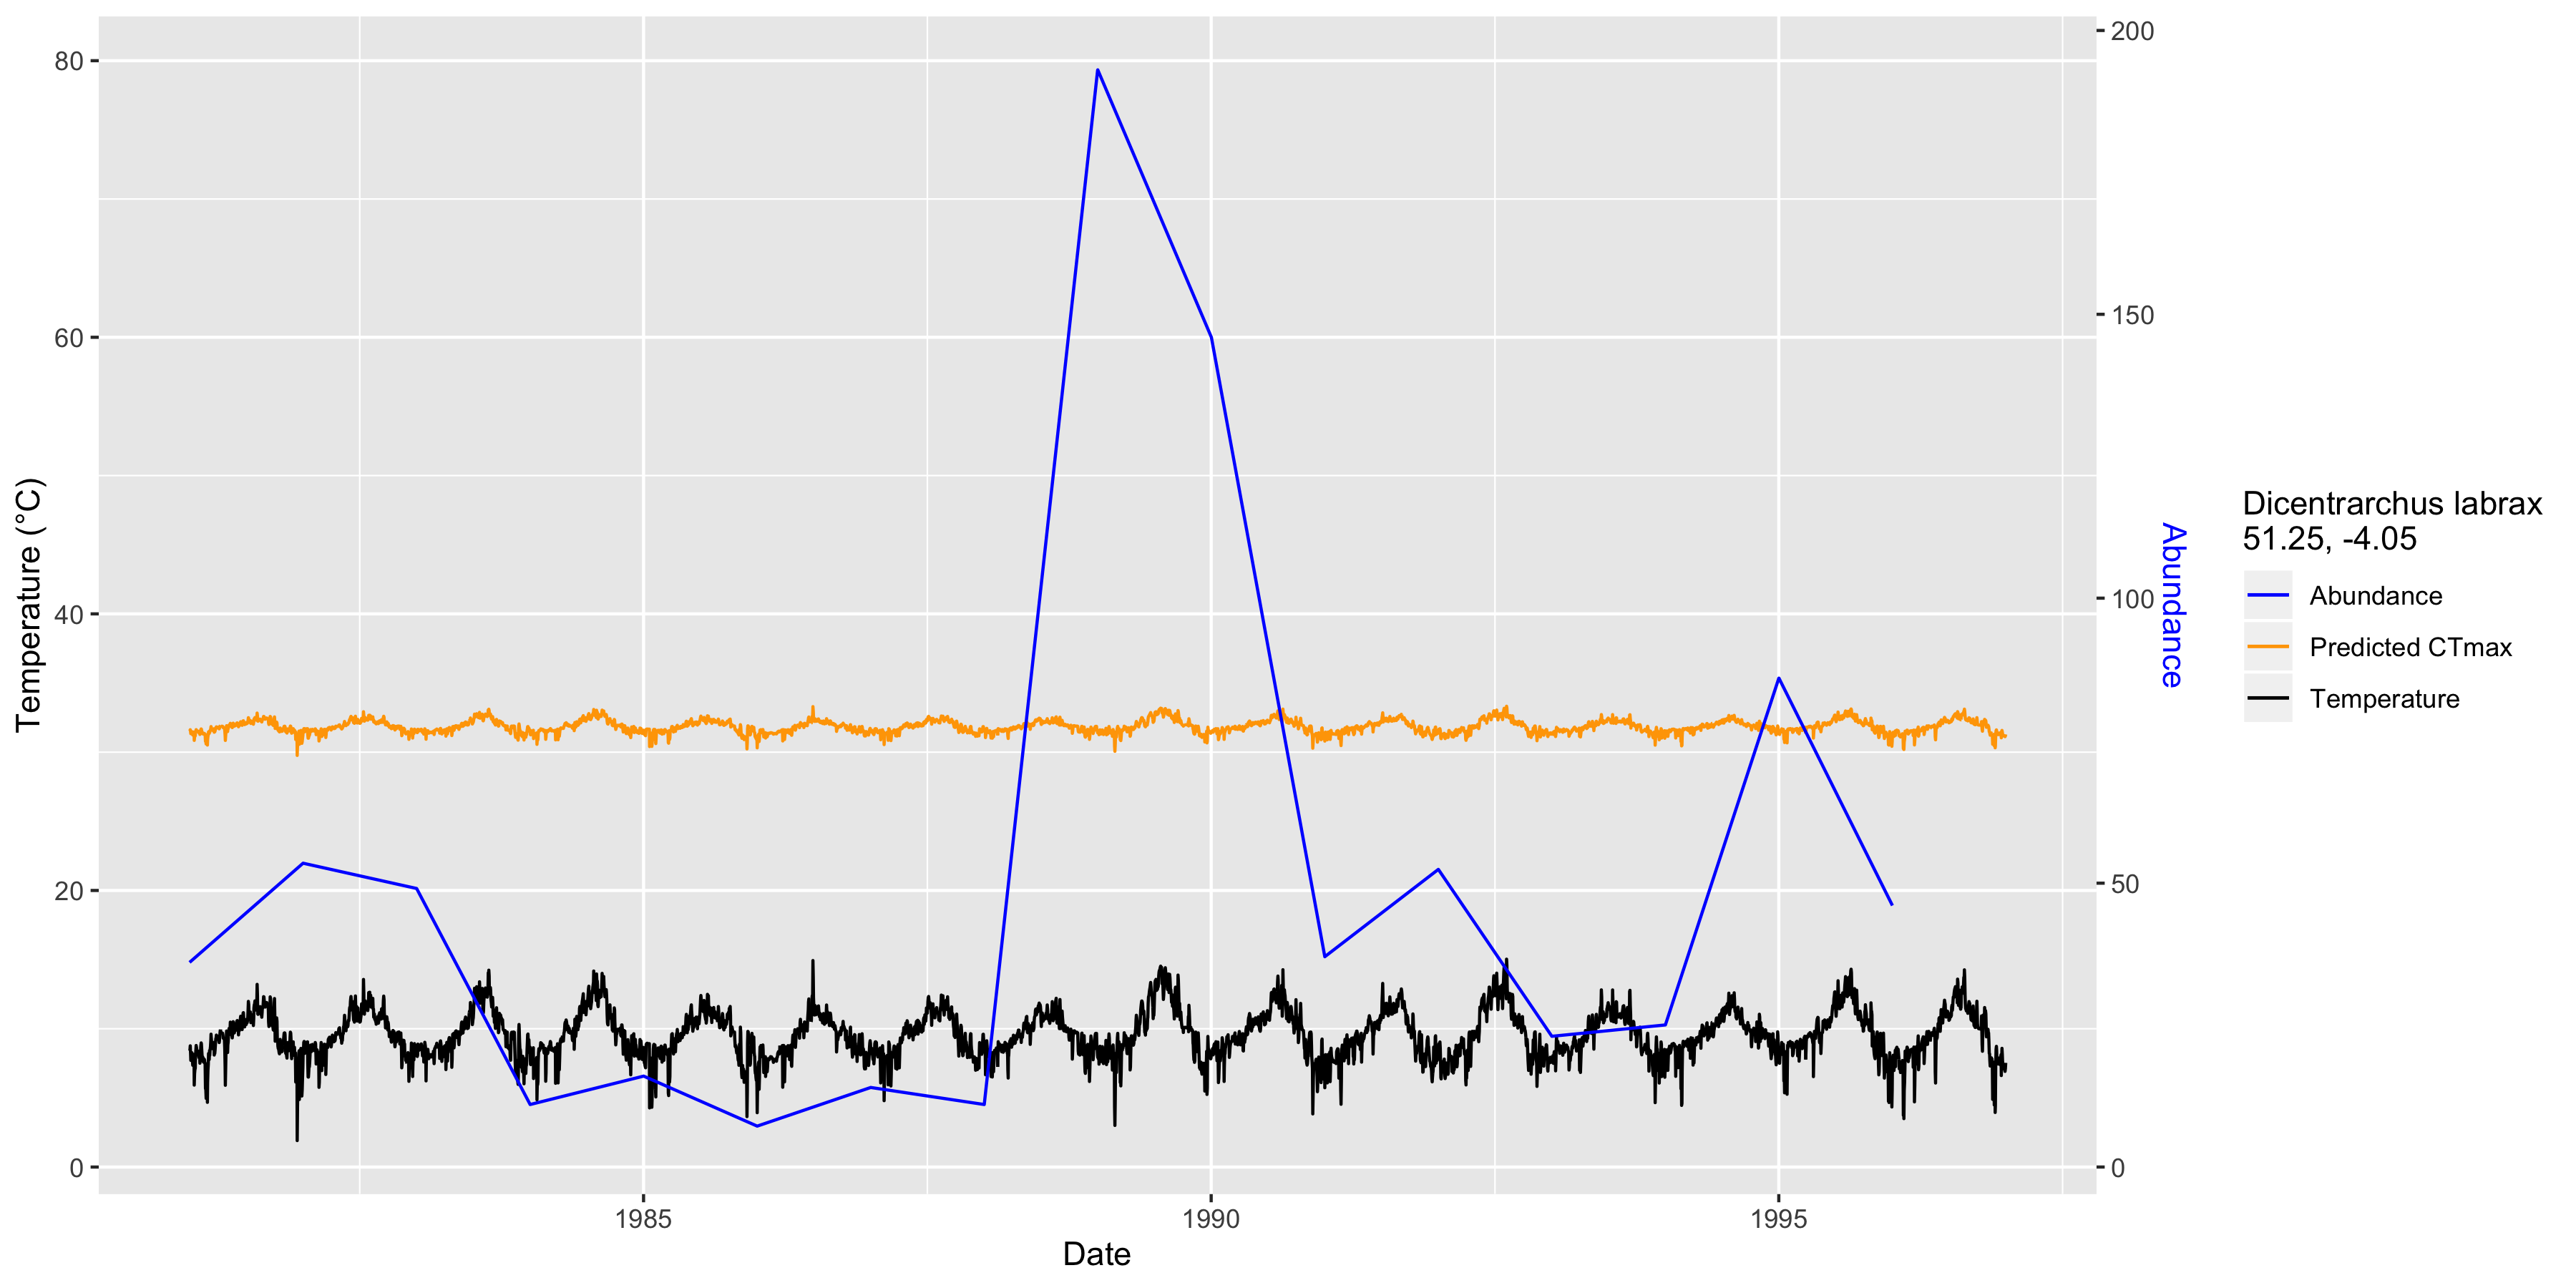 80
60
40
20
0
Temperature (°C)
1985
1990
1995
Date
200
150
100
50
0
Abundance
Dicentrarchus labrax
51.25, -4.05
Abundance
Predicted CTmax
Temperature